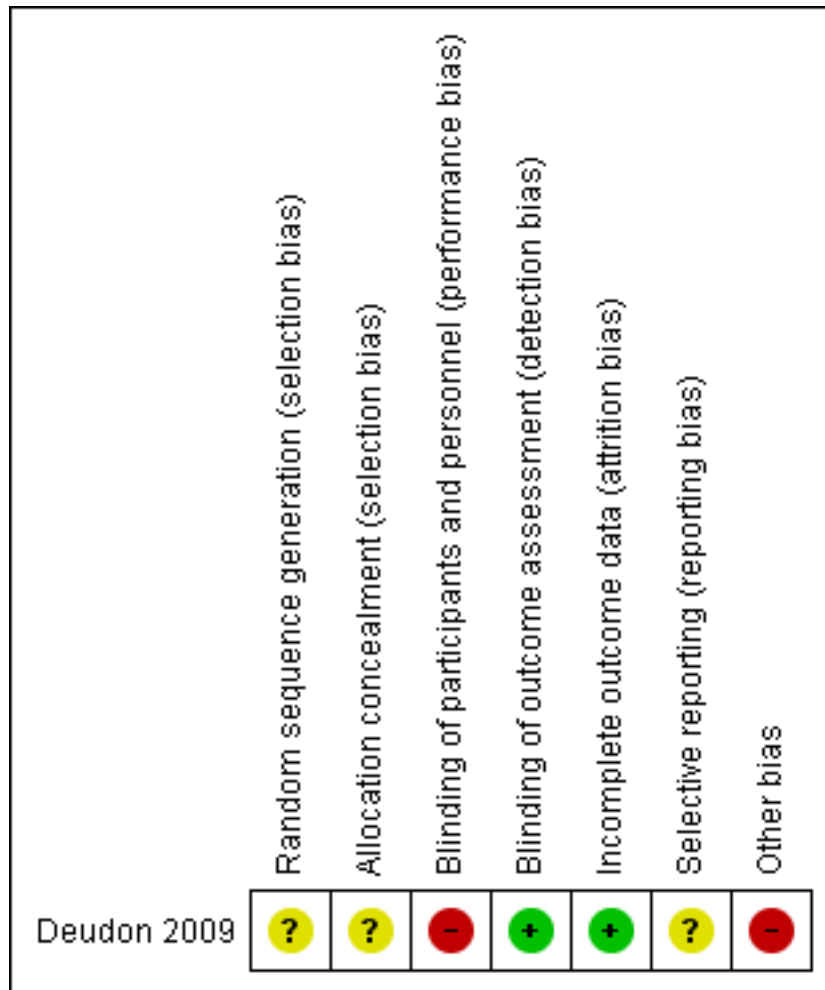 Random sequence generation (selection bias)
Allocation concealment (selection bias)
Blinding of participants and personnel (performance bias)
Blinding of outcome assessment (detection bias)
Incomplete outcome data (attrition bias)
Selective reporting (reporting bias)
Other bias
Deudon 2009 ? ? - + + ? -